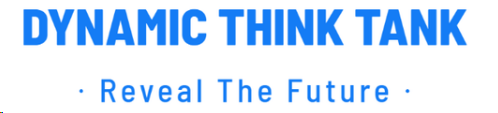 DYNAMIC THINK TANK
· Reveal The Future ·